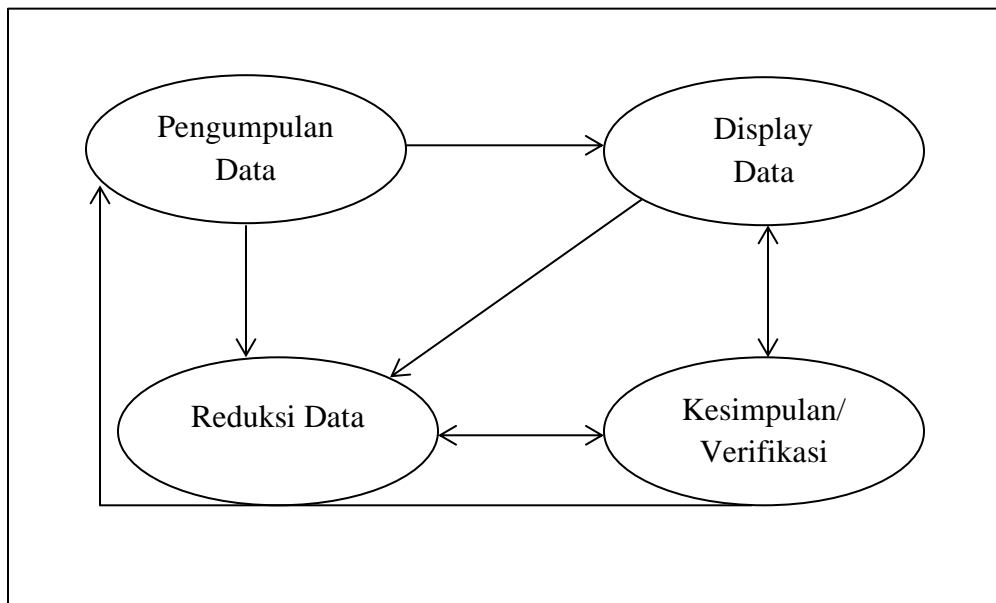 Pengumpulan
Data
Display
Data
Reduksi Data
Kesimpulan/
Verifikasi